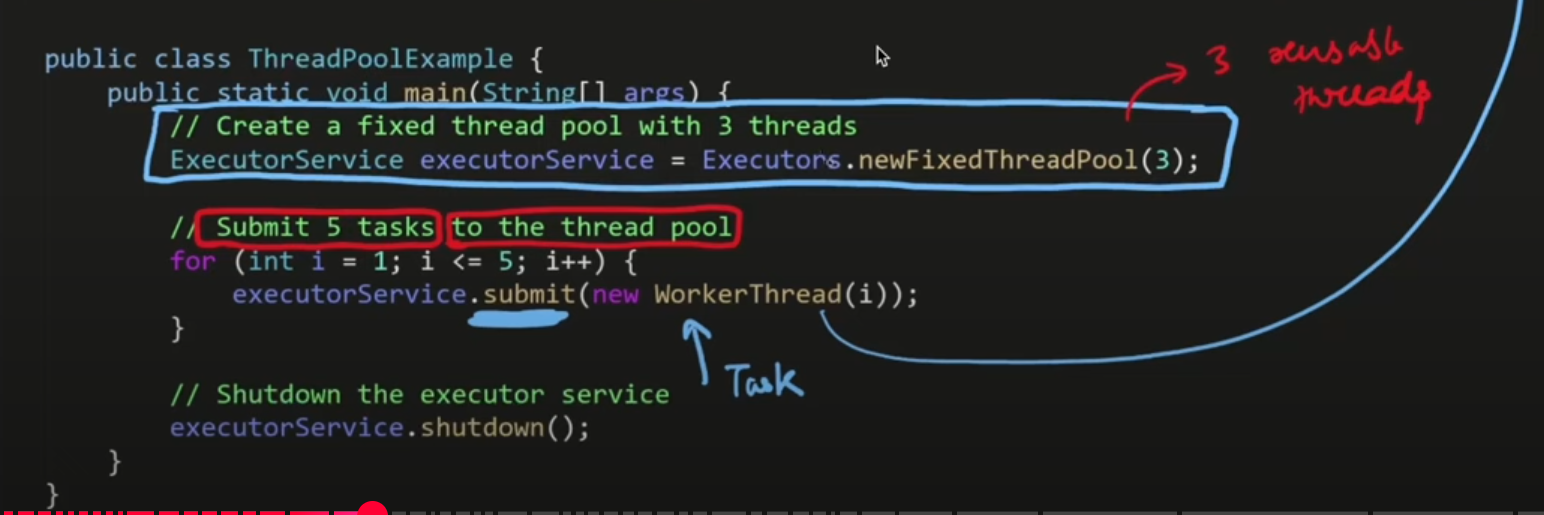 public class ThreadPoolExample {
public static void main(String[] args) {
// Create a fixed thread pool with 3 threads
ExecutorService executorService = Executors.newFixedThreadPool(3);
3 reusable
threads
// Submit 5 tasks to the thread pool
for (int i = 1; i <= 5; i++) {
executorService.submit(new WorkerThread(i));
}
Task
// Shutdown the executor service
executorService.shutdown();
}
}